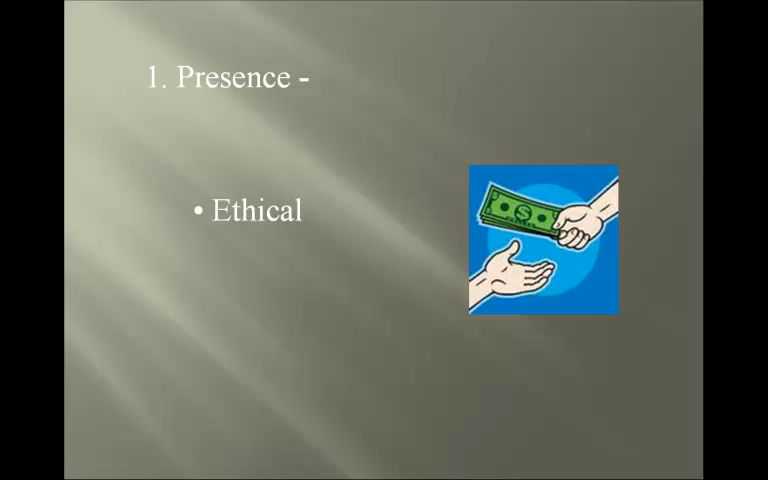 1. Presence -
• Ethical
$